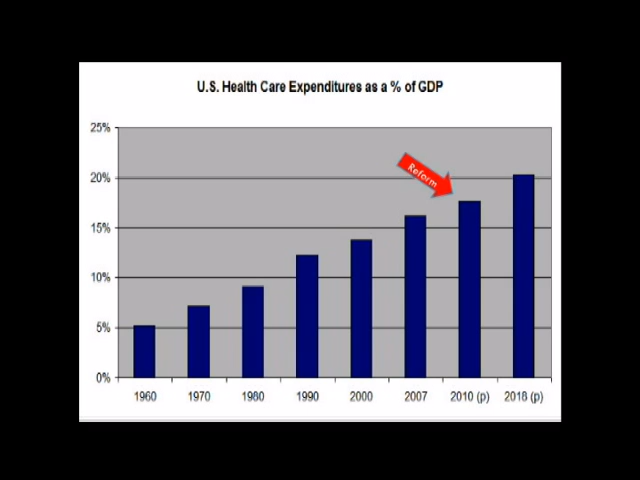 U.S. Health Care Expenditures as a % of GDP
25%
20%
15%
10%
5%
0%
Reform
1960 1970 1980 1990 2000 2007 2010 (p) 2018 (p)